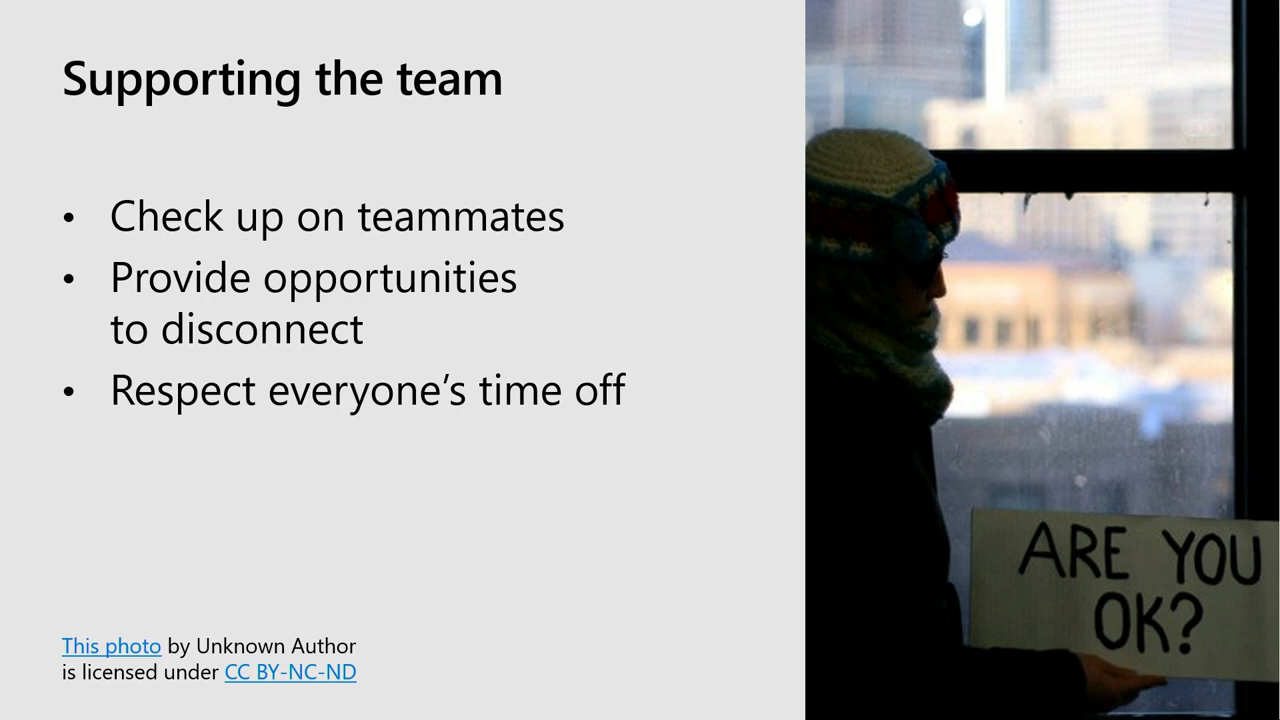 Supporting the team
• Check up on teammates
• Provide opportunities
to disconnect
• Respect everyone’s time off
This photo by Unknown Author
is licensed under CC BY-NC-ND
ARE YOU
OK?